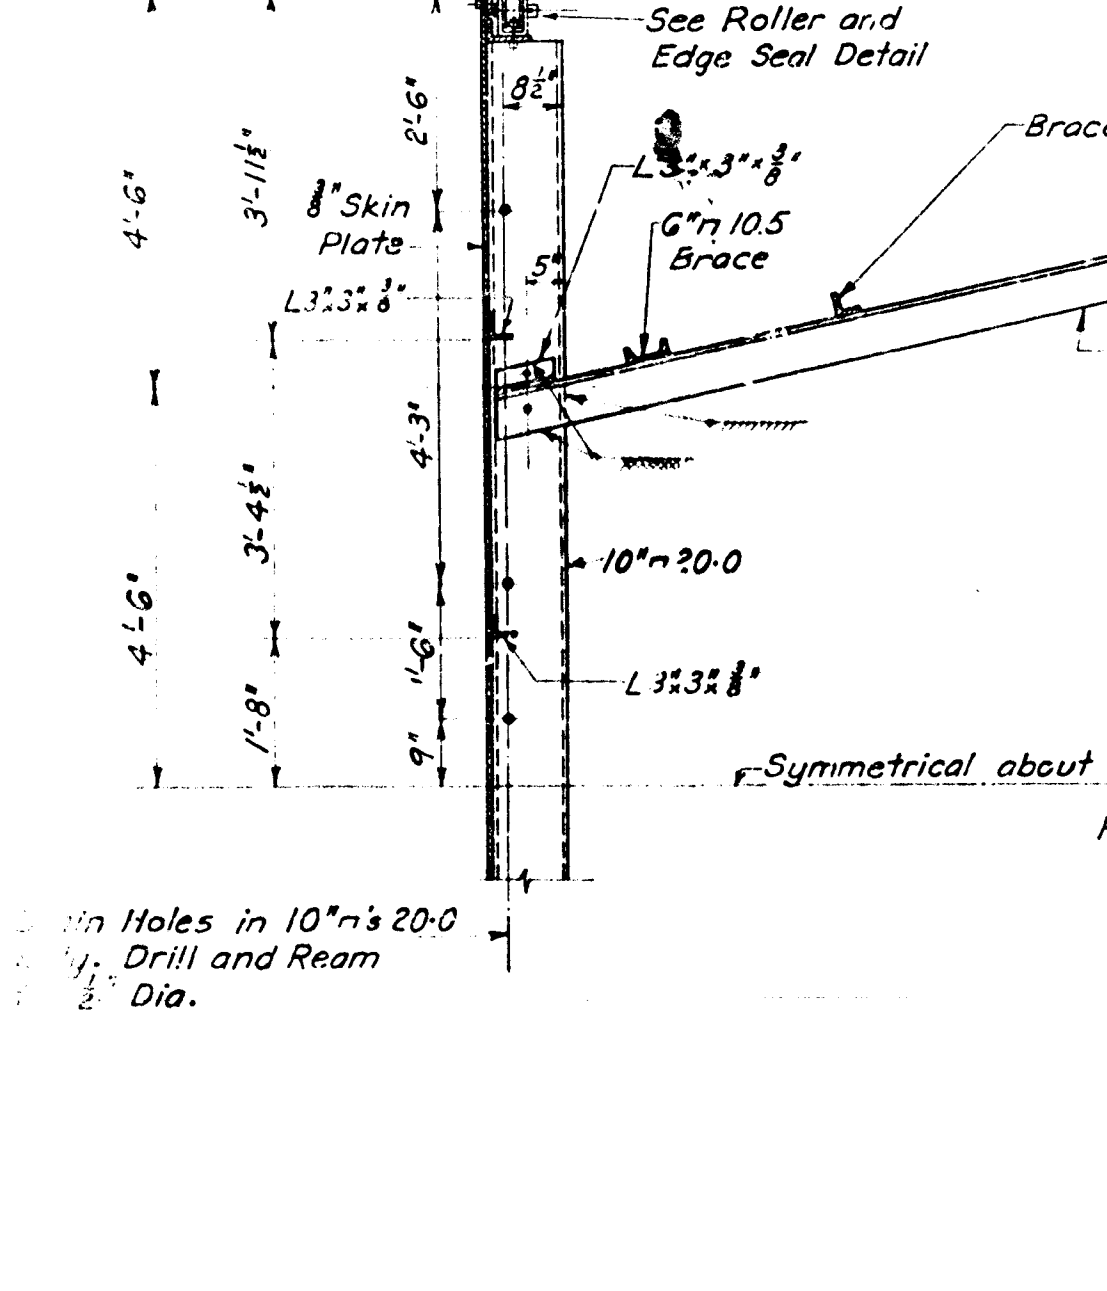 See Roller and
Edge Seal Detail
8½"
2'-6"
3'-11½"
4'-6"
L3"x3"x⅜"
Brace
⅜"Skin
Plate
6"⊓10.5
Brace
5"
L3"x3"x⅜"
4'-3"
3'-4½"
10"⊓20.0
4'-6"
1'-6"
L3"x3"x⅜"
1'-8"
9"
Symmetrical about
Holes in 10"⊓'s 20.0
Drill and Ream
½" Dia.